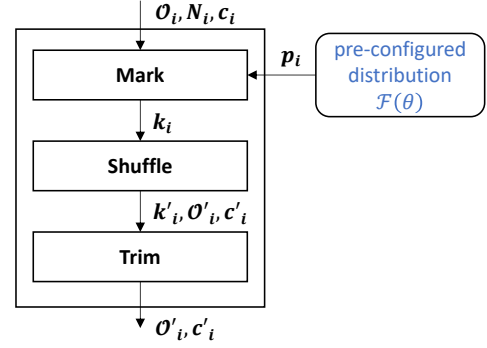 𝒪ᵢ, Nᵢ, cᵢ
Mark
pᵢ
pre-configured
distribution
ℱ(θ)
kᵢ
Shuffle
k'ᵢ, 𝒪'ᵢ, c'ᵢ
Trim
𝒪'ᵢ, c'ᵢ